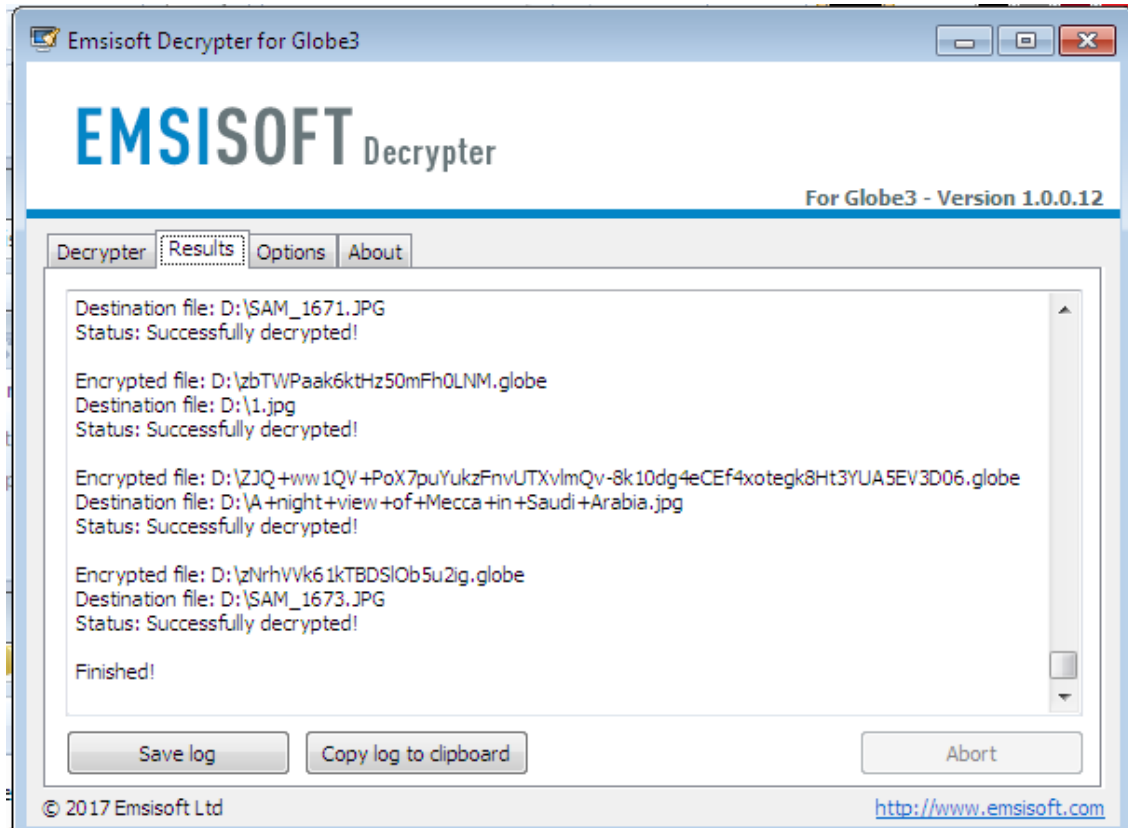 Emsisoft Decrypter for Globe3
EMSISOFT Decrypter
For Globe3 - Version 1.0.0.12
Decrypter Results Options About
Destination file: D:\SAM_1671.JPG
Status: Successfully decrypted!
Encrypted file: D:\zbTWPaak6ktHz50mFh0LNM.globe
Destination file: D:\1.jpg
Status: Successfully decrypted!
Encrypted file: D:\ZJQ+ww1QV+PoX7puYukzFnvUTXvlmQv-8k10dg4eCEf4xotegk8Ht3YUA5EV3D06.globe
Destination file: D:\A+night+view+of+Mecca+in+Saudi+Arabia.jpg
Status: Successfully decrypted!
Encrypted file: D:\zNrhVVk61kTBDSlOb5u2ig.globe
Destination file: D:\SAM_1673.JPG
Status: Successfully decrypted!
Finished!
Save log Copy log to clipboard Abort
© 2017 Emsisoft Ltd http://www.emsisoft.com